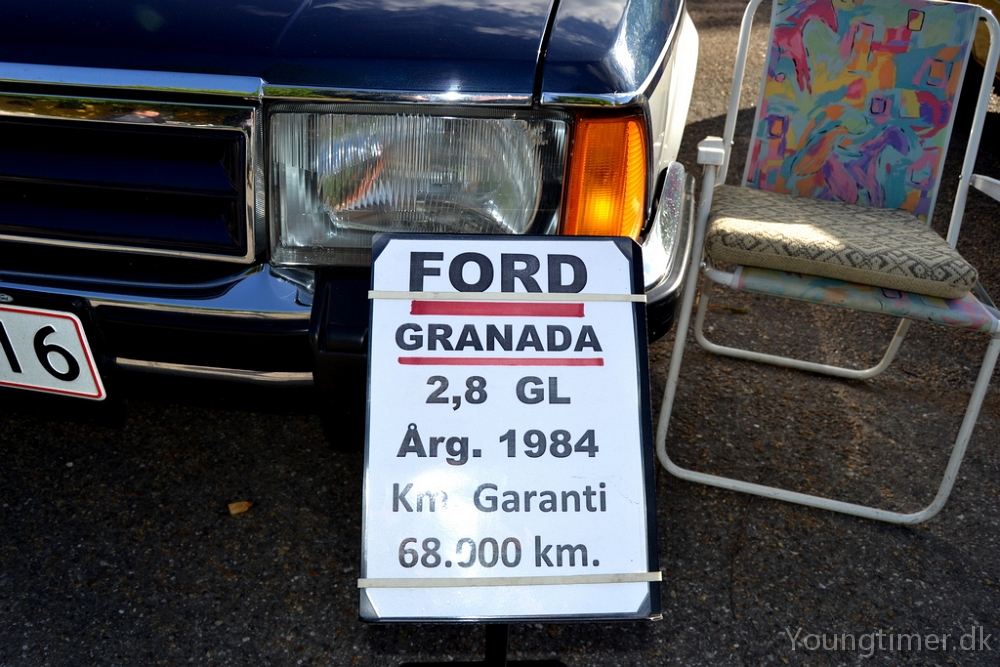 FORD
GRANADA
2,8 GL
Årg. 1984
Km Garanti
68.000 km.
16
Youngtimer.dk